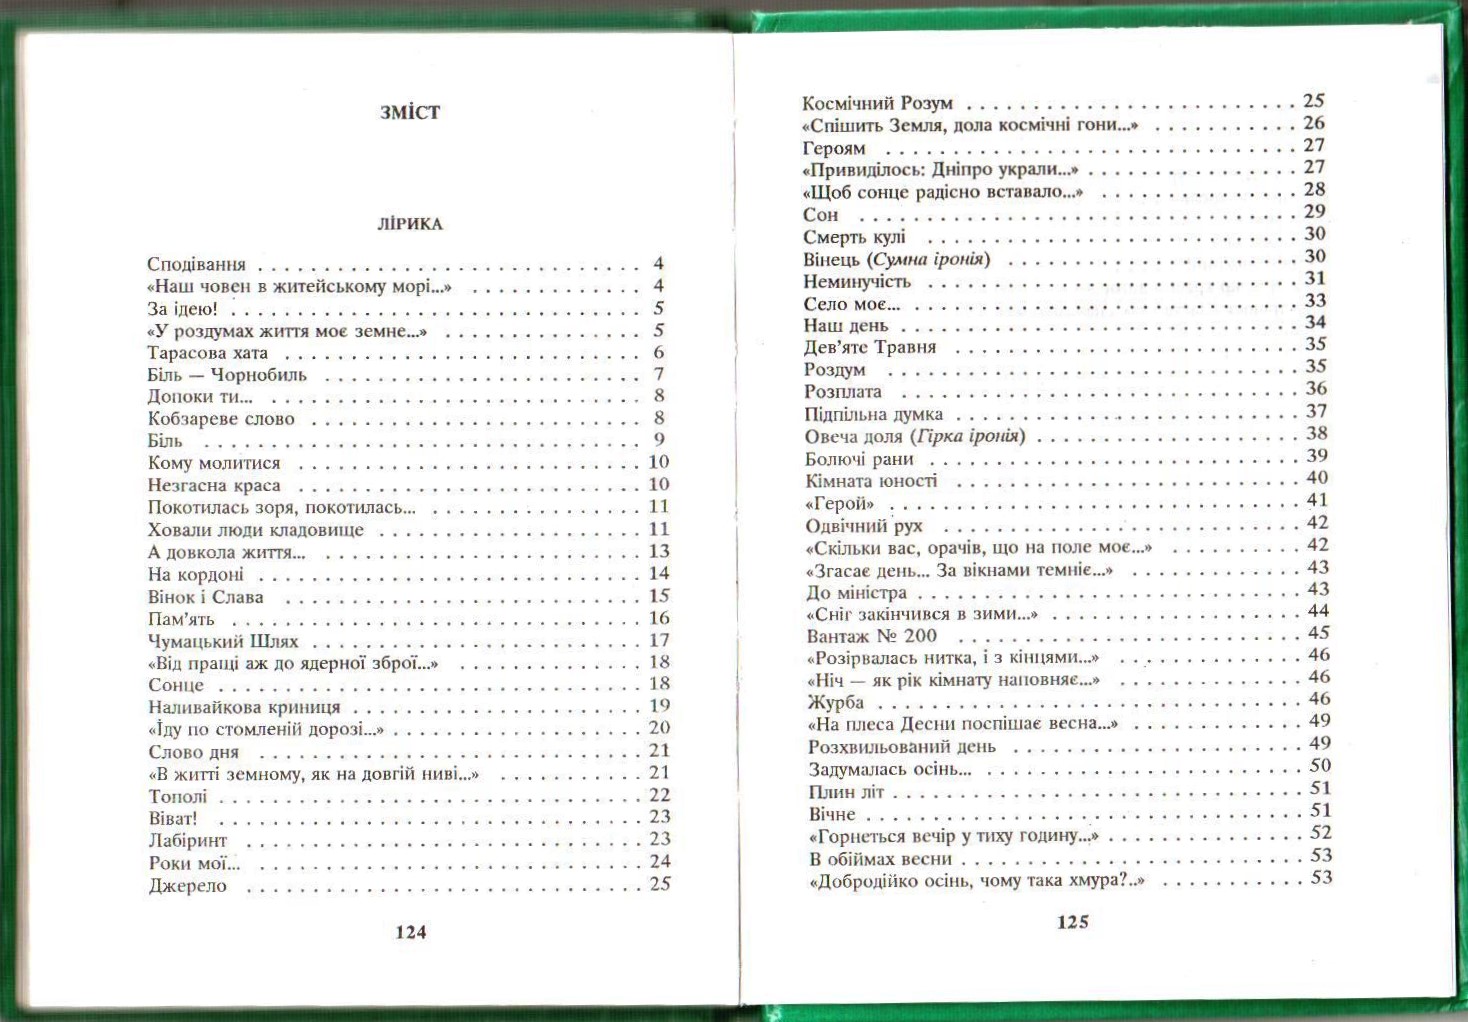 ЗМІСТ
ЛІРИКА
Сподівання . . . . . . . . . . . . . . . . . . . . . . . . . . . . . 4
«Наш човен в житейському морі...» . . . . . . . . . . . . . 4
За ідею! . . . . . . . . . . . . . . . . . . . . . . . . . . . . . . . 5
«У роздумах життя моє земне...» . . . . . . . . . . . . . . . 5
Тарасова хата . . . . . . . . . . . . . . . . . . . . . . . . . . . 6
Біль — Чорнобиль . . . . . . . . . . . . . . . . . . . . . . . . 7
Допоки ти... . . . . . . . . . . . . . . . . . . . . . . . . . . . . 8
Кобзареве слово . . . . . . . . . . . . . . . . . . . . . . . . . 8
Біль . . . . . . . . . . . . . . . . . . . . . . . . . . . . . . . . . 9
Кому молитися . . . . . . . . . . . . . . . . . . . . . . . . . . 10
Незгасна краса . . . . . . . . . . . . . . . . . . . . . . . . . . 10
Покотилась зоря, покотилась... . . . . . . . . . . . . . . . . 11
Ховали люди кладовище . . . . . . . . . . . . . . . . . . . . 11
А довкола життя... . . . . . . . . . . . . . . . . . . . . . . . . 13
На кордоні . . . . . . . . . . . . . . . . . . . . . . . . . . . . . 14
Вінок і Слава . . . . . . . . . . . . . . . . . . . . . . . . . . . 15
Пам’ять . . . . . . . . . . . . . . . . . . . . . . . . . . . . . . . 16
Чумацький Шлях . . . . . . . . . . . . . . . . . . . . . . . . . 17
«Від праці аж до ядерної зброї...» . . . . . . . . . . . . . . 18
Сонце . . . . . . . . . . . . . . . . . . . . . . . . . . . . . . . . 18
Наливайкова криниця . . . . . . . . . . . . . . . . . . . . . . 19
«Іду по стомленій дорозі...» . . . . . . . . . . . . . . . . . . . 20
Слово дня . . . . . . . . . . . . . . . . . . . . . . . . . . . . . 21
«В житті земному, як на довгій ниві...» . . . . . . . . . . . 21
Тополі . . . . . . . . . . . . . . . . . . . . . . . . . . . . . . . . 22
Віват! . . . . . . . . . . . . . . . . . . . . . . . . . . . . . . . . 23
Лабіринт . . . . . . . . . . . . . . . . . . . . . . . . . . . . . . 23
Роки мої... . . . . . . . . . . . . . . . . . . . . . . . . . . . . . 24
Джерело . . . . . . . . . . . . . . . . . . . . . . . . . . . . . . 25
124
Космічний Розум . . . . . . . . . . . . . . . . . . . . . . . . . 25
«Спішить Земля, дола космічні гони...» . . . . . . . . . . . 26
Героям . . . . . . . . . . . . . . . . . . . . . . . . . . . . . . . 27
«Привиділось: Дніпро украли...» . . . . . . . . . . . . . . . . 27
«Щоб сонце радісно вставало...» . . . . . . . . . . . . . . . 28
Сон . . . . . . . . . . . . . . . . . . . . . . . . . . . . . . . . . 29
Смерть кулі . . . . . . . . . . . . . . . . . . . . . . . . . . . . 30
Вінець (Сумна іронія) . . . . . . . . . . . . . . . . . . . . . . 30
Неминучість . . . . . . . . . . . . . . . . . . . . . . . . . . . . 31
Село моє... . . . . . . . . . . . . . . . . . . . . . . . . . . . . . 33
Наш день . . . . . . . . . . . . . . . . . . . . . . . . . . . . . . 34
Дев’яте Травня . . . . . . . . . . . . . . . . . . . . . . . . . . 35
Роздум . . . . . . . . . . . . . . . . . . . . . . . . . . . . . . . 35
Розплата . . . . . . . . . . . . . . . . . . . . . . . . . . . . . . 36
Підпільна думка . . . . . . . . . . . . . . . . . . . . . . . . . . 37
Овеча доля (Гірка іронія) . . . . . . . . . . . . . . . . . . . . 38
Болючі рани . . . . . . . . . . . . . . . . . . . . . . . . . . . . 39
Кімната юності . . . . . . . . . . . . . . . . . . . . . . . . . . 40
«Герой» . . . . . . . . . . . . . . . . . . . . . . . . . . . . . . . 41
Одвічний рух . . . . . . . . . . . . . . . . . . . . . . . . . . . 42
«Скільки вас, орачів, що на поле моє...» . . . . . . . . . . 42
«Згасає день... За вікнами темніє...» . . . . . . . . . . . . . 43
До міністра . . . . . . . . . . . . . . . . . . . . . . . . . . . . . 43
«Сніг закінчився в зими...» . . . . . . . . . . . . . . . . . . . 44
Вантаж № 200 . . . . . . . . . . . . . . . . . . . . . . . . . . 45
«Розірвалась нитка, і з кінцями...» . . . . . . . . . . . . . . 46
«Ніч — як рік кімнату наповняє...» . . . . . . . . . . . . . . 46
Журба . . . . . . . . . . . . . . . . . . . . . . . . . . . . . . . . 46
«На плеса Десни поспішає весна...» . . . . . . . . . . . . . 49
Розхвильований день . . . . . . . . . . . . . . . . . . . . . . 49
Задумалась осінь... . . . . . . . . . . . . . . . . . . . . . . . . 50
Плин літ . . . . . . . . . . . . . . . . . . . . . . . . . . . . . . . 51
Вічне . . . . . . . . . . . . . . . . . . . . . . . . . . . . . . . . . 51
«Горнеться вечір у тиху годину...» . . . . . . . . . . . . . . . 52
В обіймах весни . . . . . . . . . . . . . . . . . . . . . . . . . . 53
«Добродійко осінь, чому така хмура?..» . . . . . . . . . . . 53
125